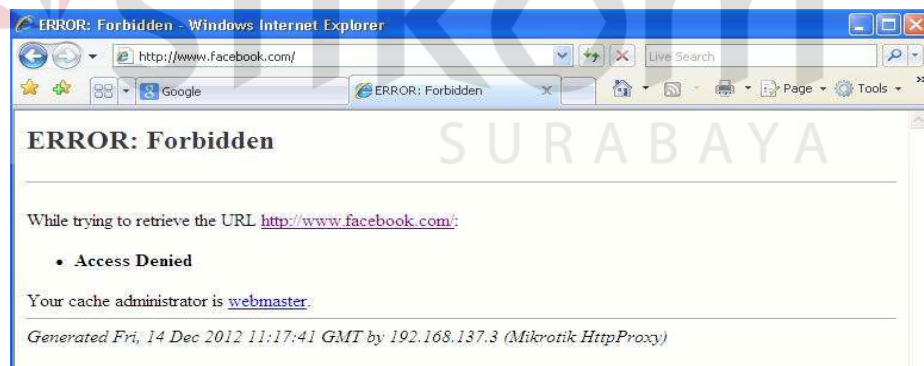 ERROR: Forbidden - Windows Internet Explorer
http://www.facebook.com/
Live Search
Google
ERROR: Forbidden
Page
Tools
ERROR: Forbidden
SURABAYA
While trying to retrieve the URL http://www.facebook.com/:
• Access Denied
Your cache administrator is webmaster.
Generated Fri, 14 Dec 2012 11:17:41 GMT by 192.168.137.3 (Mikrotik HttpProxy)